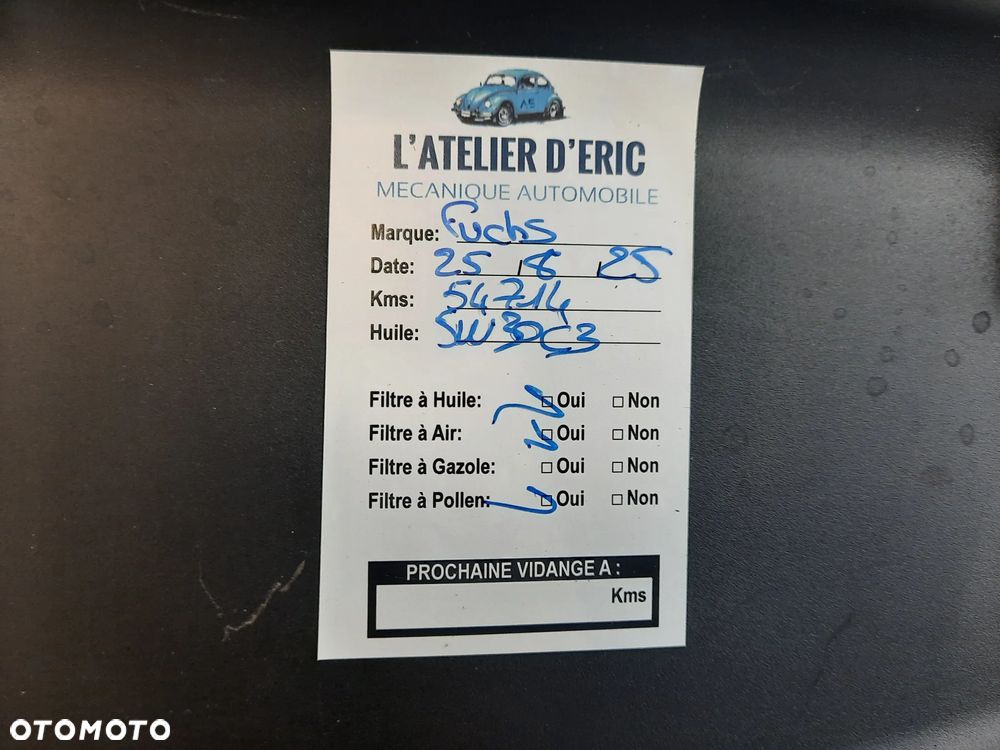 AE
L'ATELIER D'ERIC
MECANIQUE AUTOMOBILE
Marque: Fuchs
Date: 25 / 8 / 25
Kms: 54714
Huile: 5W30C3
Filtre à Huile: Oui Non
Filtre à Air: Oui Non
Filtre à Gazole: Oui Non
Filtre à Pollen: Oui Non
PROCHAINE VIDANGE A :
Kms
OTOMOTO